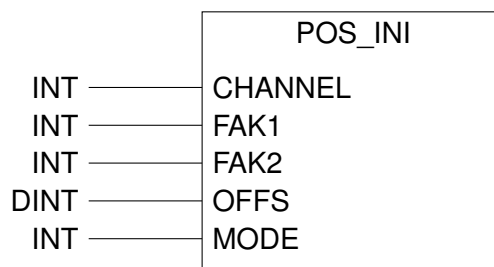 POS_INI
INT CHANNEL
INT FAK1
INT FAK2
DINT OFFS
INT MODE